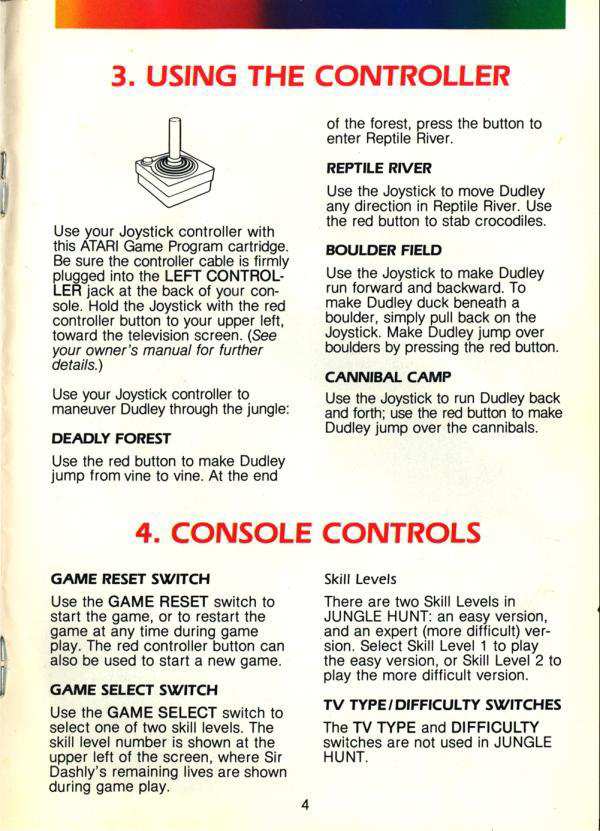 3. USING THE CONTROLLER
Use your Joystick controller with
this ATARI Game Program cartridge.
Be sure the controller cable is firmly
plugged into the LEFT CONTROL-
LER jack at the back of your con-
sole. Hold the Joystick with the red
controller button to your upper left,
toward the television screen. (See
your owner's manual for further
details.)
Use your Joystick controller to
maneuver Dudley through the jungle:
DEADLY FOREST
Use the red button to make Dudley
jump from vine to vine. At the end
of the forest, press the button to
enter Reptile River.
REPTILE RIVER
Use the Joystick to move Dudley
any direction in Reptile River. Use
the red button to stab crocodiles.
BOULDER FIELD
Use the Joystick to make Dudley
run forward and backward. To
make Dudley duck beneath a
boulder, simply pull back on the
Joystick. Make Dudley jump over
boulders by pressing the red button.
CANNIBAL CAMP
Use the Joystick to run Dudley back
and forth; use the red button to make
Dudley jump over the cannibals.
4. CONSOLE CONTROLS
GAME RESET SWITCH
Use the GAME RESET switch to
start the game, or to restart the
game at any time during game
play. The red controller button can
also be used to start a new game.
GAME SELECT SWITCH
Use the GAME SELECT switch to
select one of two skill levels. The
skill level number is shown at the
upper left of the screen, where Sir
Dashly's remaining lives are shown
during game play.
Skill Levels
There are two Skill Levels in
JUNGLE HUNT: an easy version,
and an expert (more difficult) ver-
sion. Select Skill Level 1 to play
the easy version, or Skill Level 2 to
play the more difficult version.
TV TYPE/DIFFICULTY SWITCHES
The TV TYPE and DIFFICULTY
switches are not used in JUNGLE
HUNT.
4